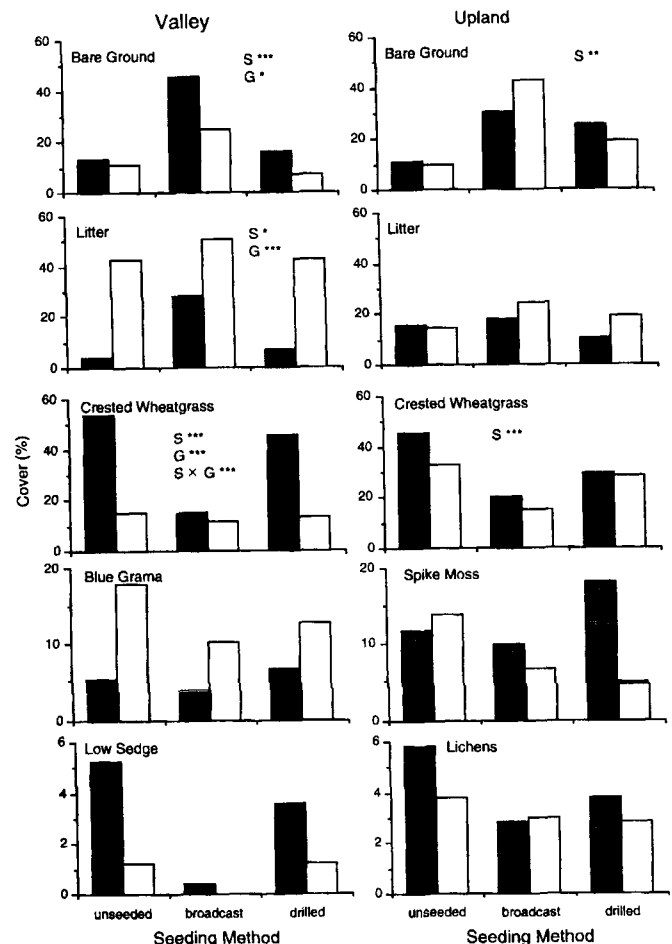 Valley
Upland
60
40
20
0
Bare Ground
S ***
G *
60
40
20
0
Bare Ground
S **
60
40
20
0
Litter
S *
G ***
60
40
20
0
Litter
Cover (%)
60
40
20
0
Crested Wheatgrass
S ***
G ***
S × G ***
60
40
20
0
Crested Wheatgrass
S ***
20
10
0
Blue Grama
20
10
0
Spike Moss
6
4
2
0
Low Sedge
6
4
2
0
Lichens
unseeded broadcast drilled
unseeded broadcast drilled
Seeding Method
Seeding Method